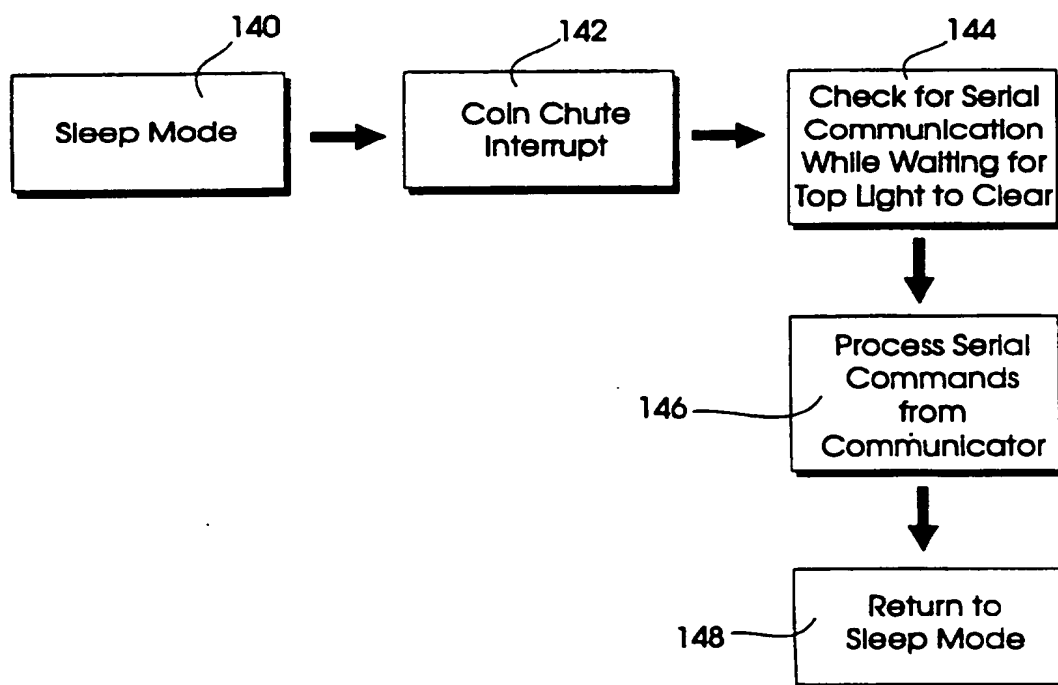 140
Sleep Mode
142
Coin Chute
Interrupt
144
Check for Serial
Communication
While Waiting for
Top Light to Clear
146
Process Serial
Commands
from
Communicator
148
Return to
Sleep Mode